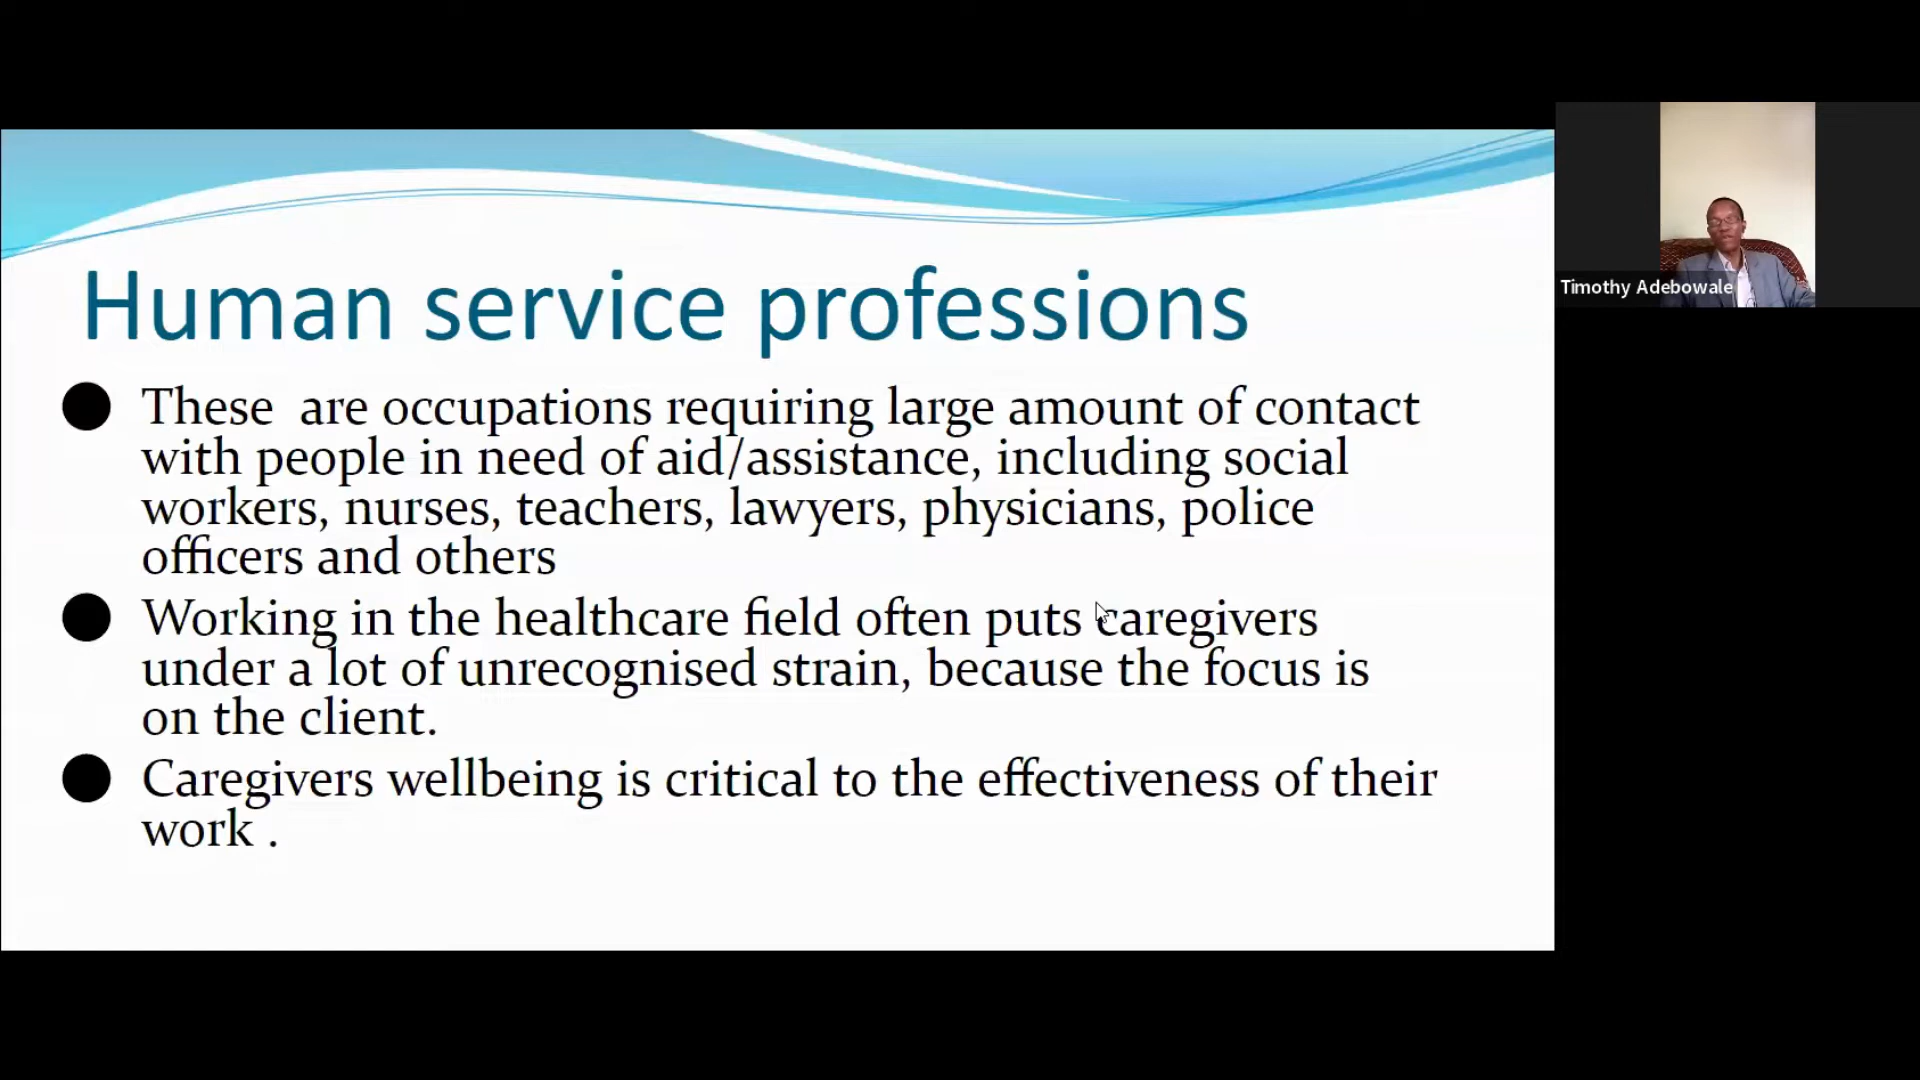 Human service professions
These are occupations requiring large amount of contact
with people in need of aid/assistance, including social
workers, nurses, teachers, lawyers, physicians, police
officers and others
Working in the healthcare field often puts caregivers
under a lot of unrecognised strain, because the focus is
on the client.
Caregivers wellbeing is critical to the effectiveness of their
work .
Timothy Adebowale